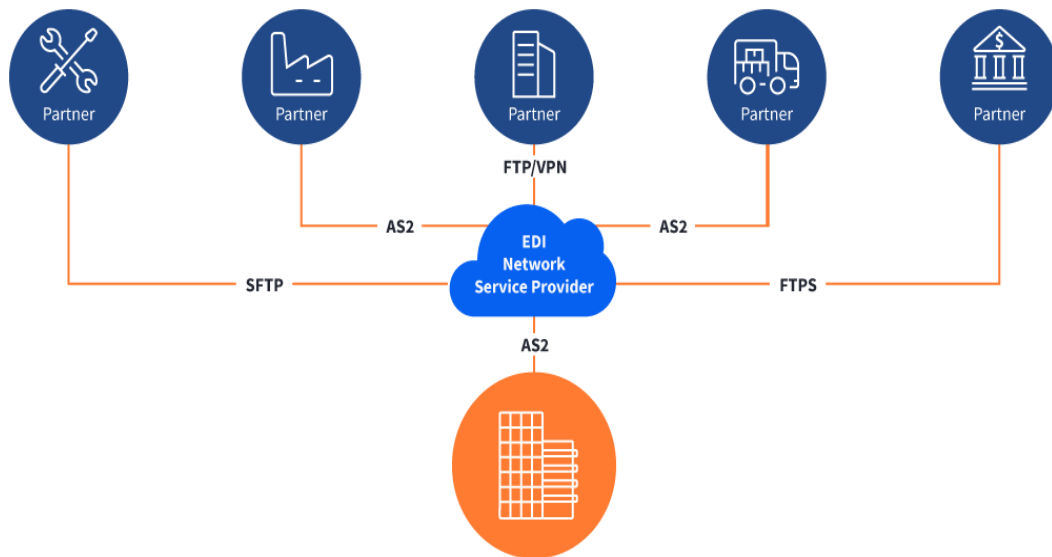 Partner
Partner
Partner
Partner
Partner
$
FTP/VPN
AS2
AS2
EDI
Network
Service Provider
SFTP
FTPS
AS2